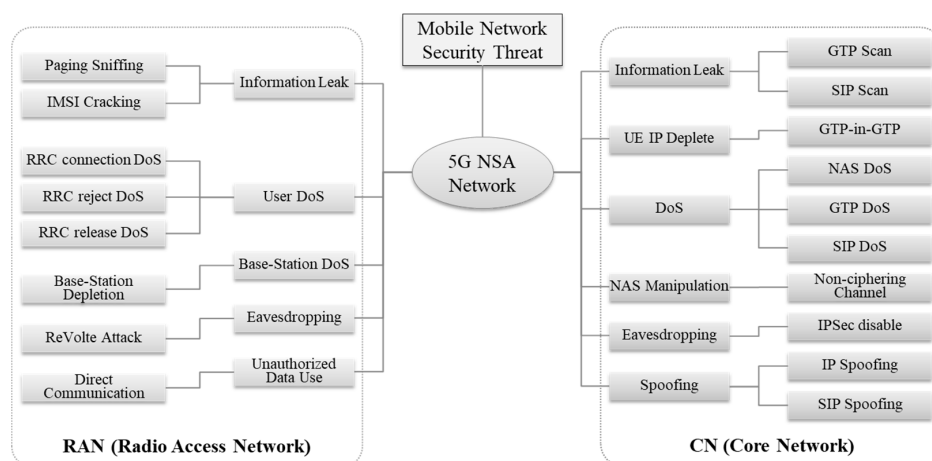 Mobile Network
Security Threat
5G NSA
Network
Paging Sniffing
IMSI Cracking
Information Leak
RRC connection DoS
RRC reject DoS
RRC release DoS
User DoS
Base-Station
Depletion
Base-Station DoS
ReVolte Attack
Eavesdropping
Direct
Communication
Unauthorized
Data Use
RAN (Radio Access Network)
Information Leak
GTP Scan
SIP Scan
UE IP Deplete
GTP-in-GTP
DoS
NAS DoS
GTP DoS
SIP DoS
NAS Manipulation
Non-ciphering
Channel
Eavesdropping
IPSec disable
Spoofing
IP Spoofing
SIP Spoofing
CN (Core Network)